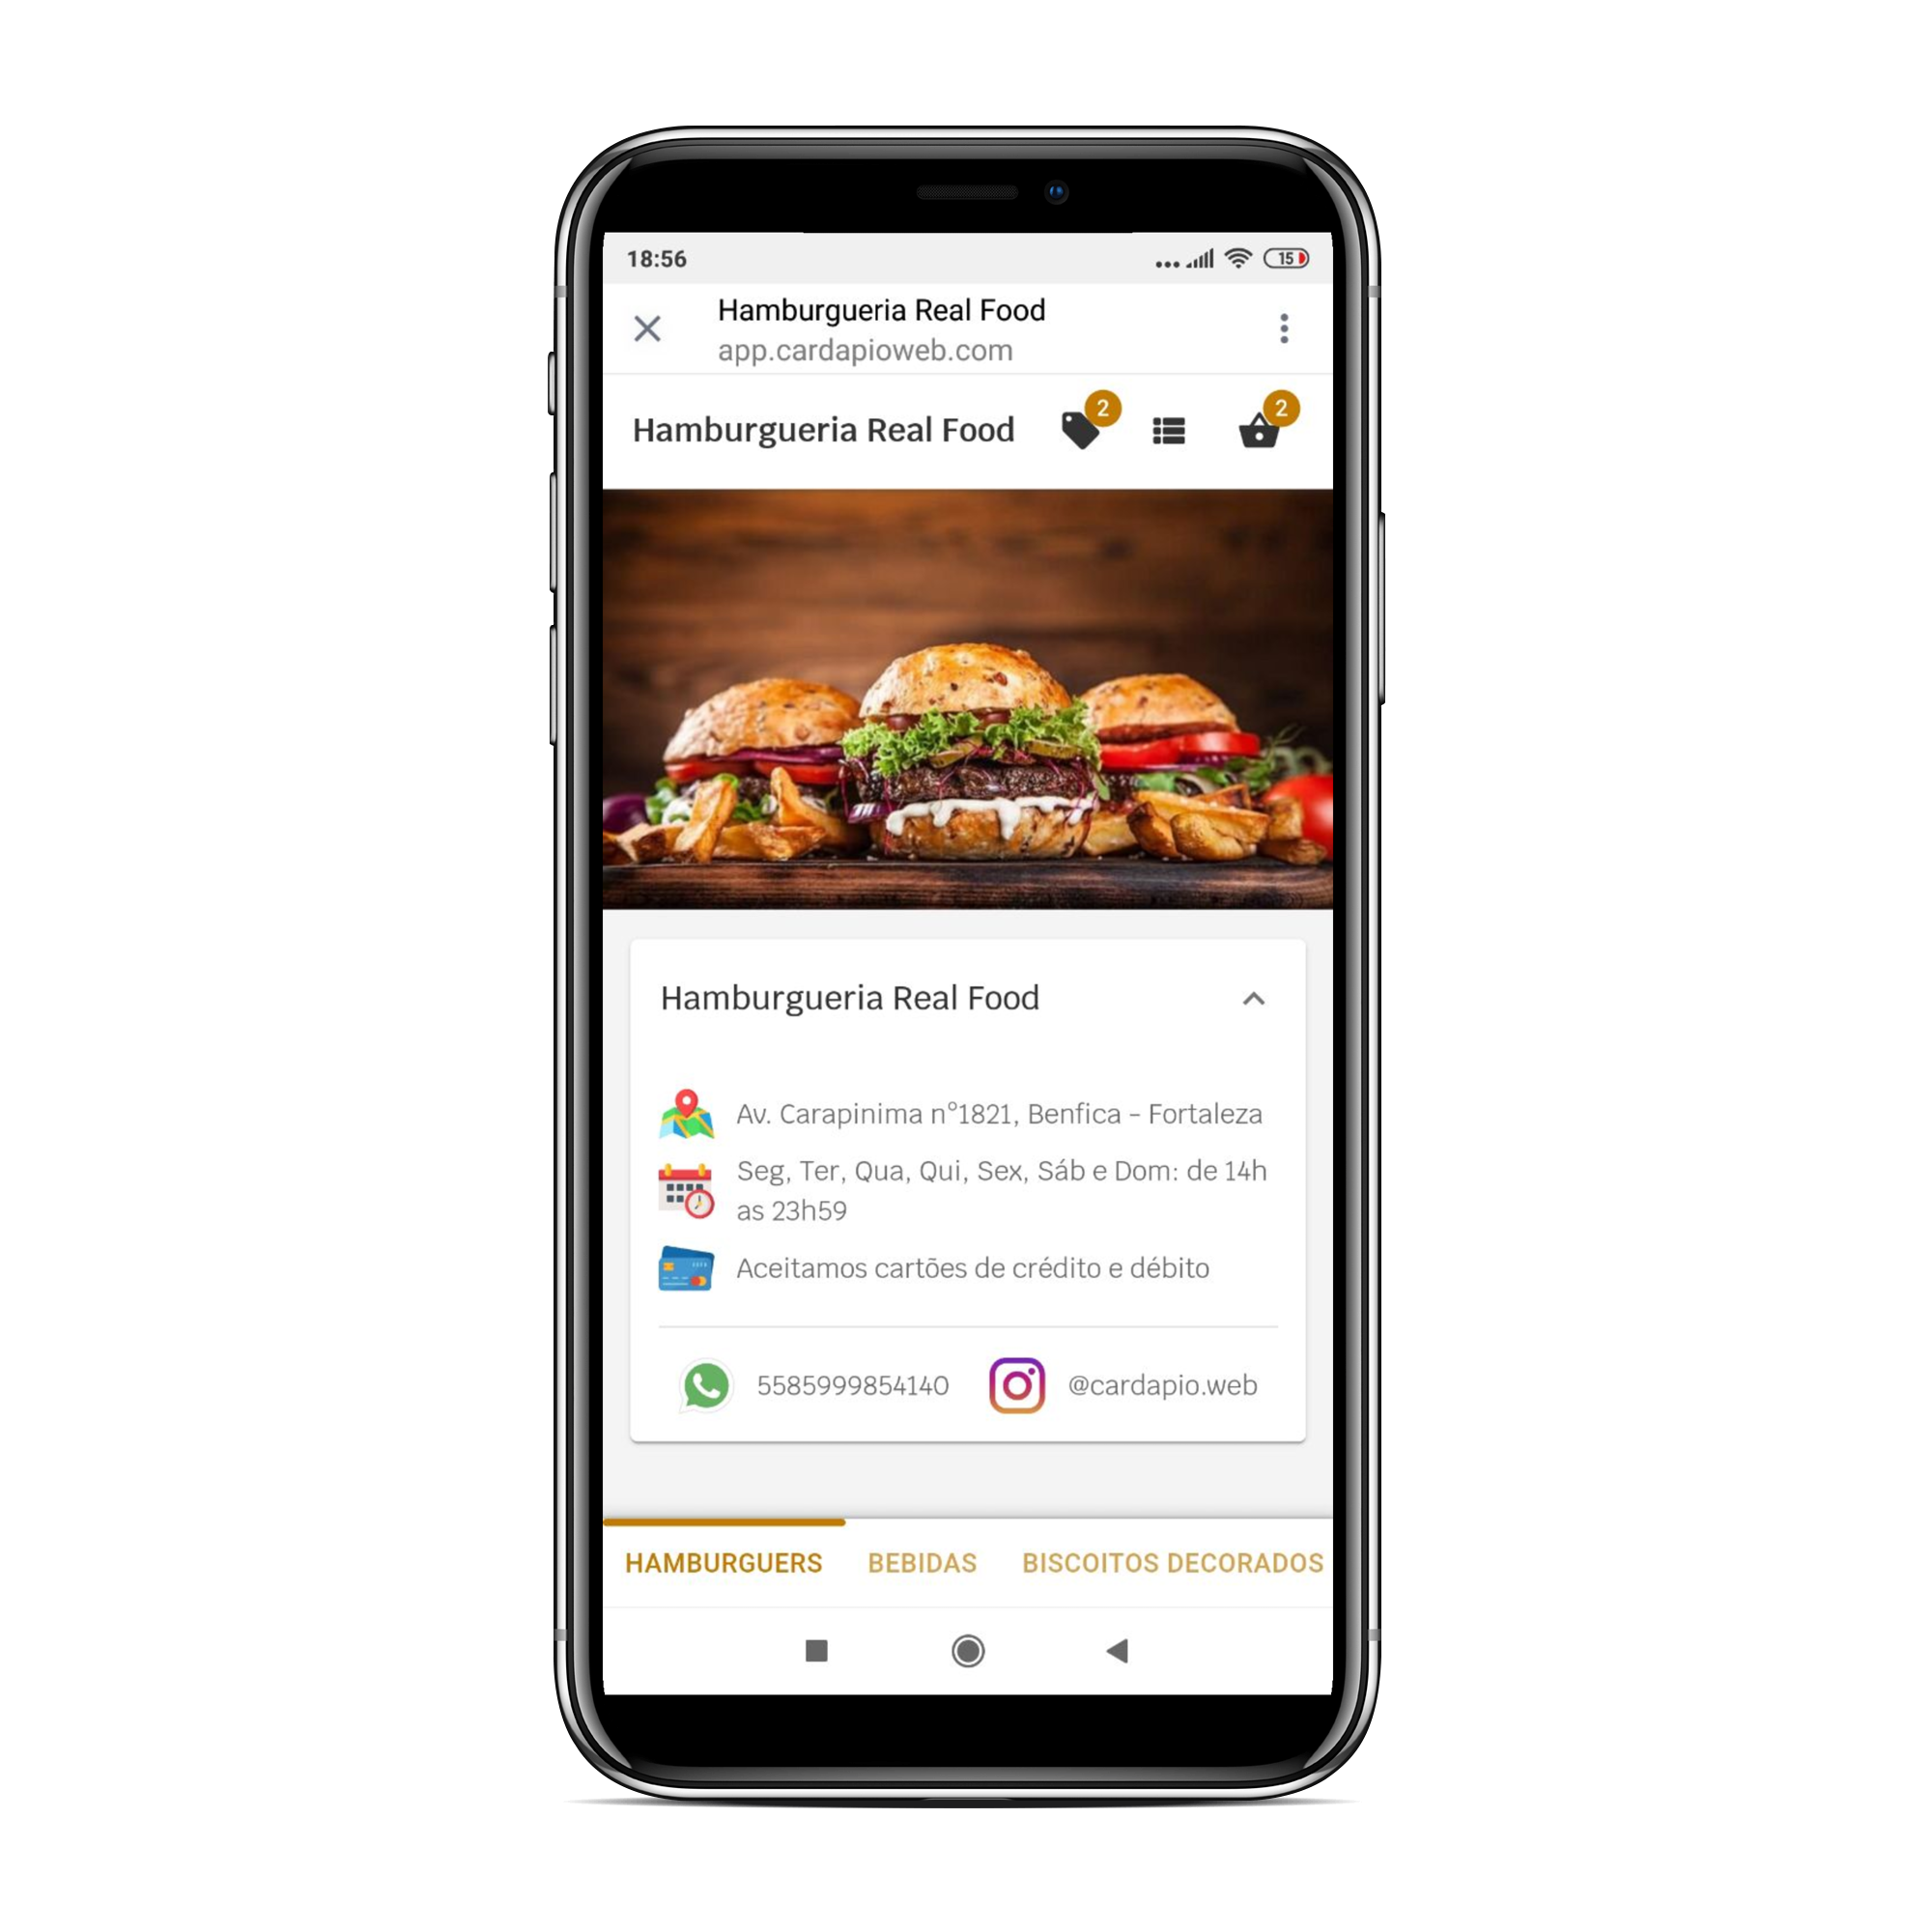 18:56
15
Hamburgueria Real Food
app.cardapioweb.com
Hamburgueria Real Food
2
2
Hamburgueria Real Food
Av. Carapinima n°1821, Benfica - Fortaleza
Seg, Ter, Qua, Qui, Sex, Sáb e Dom: de 14h
as 23h59
Aceitamos cartões de crédito e débito
5585999854140
@cardapio.web
HAMBURGUERS
BEBIDAS
BISCOITOS DECORADOS